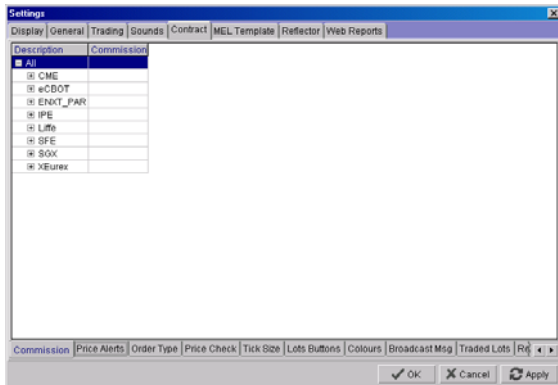 Settings
Display General Trading Sounds Contract MEL Template Reflector Web Reports
Description Commission
All
CME
eCBOT
ENXT_PAR
IPE
Liffe
SFE
SGX
XEurex
Commission Price Alerts Order Type Price Check Tick Size Lots Buttons Colours Broadcast Msg Traded Lots
OK Cancel Apply